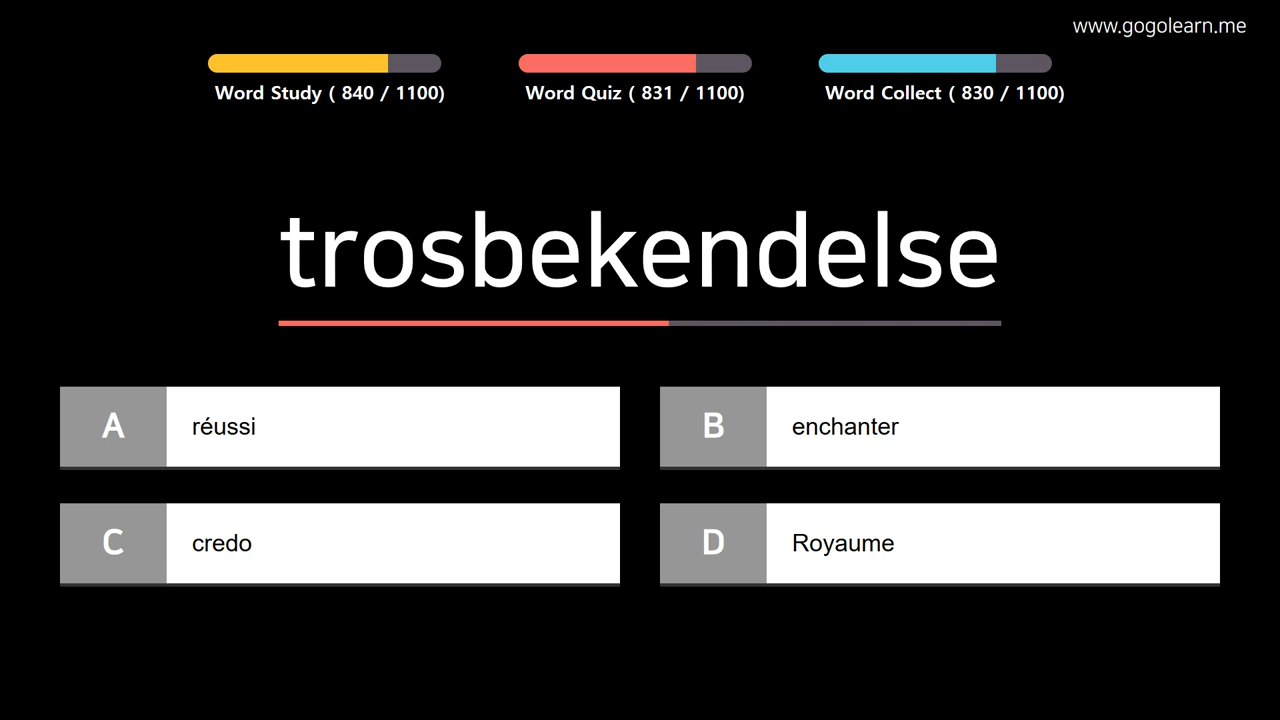 www.gogolearn.me
Word Study ( 840 / 1100)
Word Quiz ( 831 / 1100)
Word Collect ( 830 / 1100)
trosbekendelse
A réussi
B enchanter
C credo
D Royaume